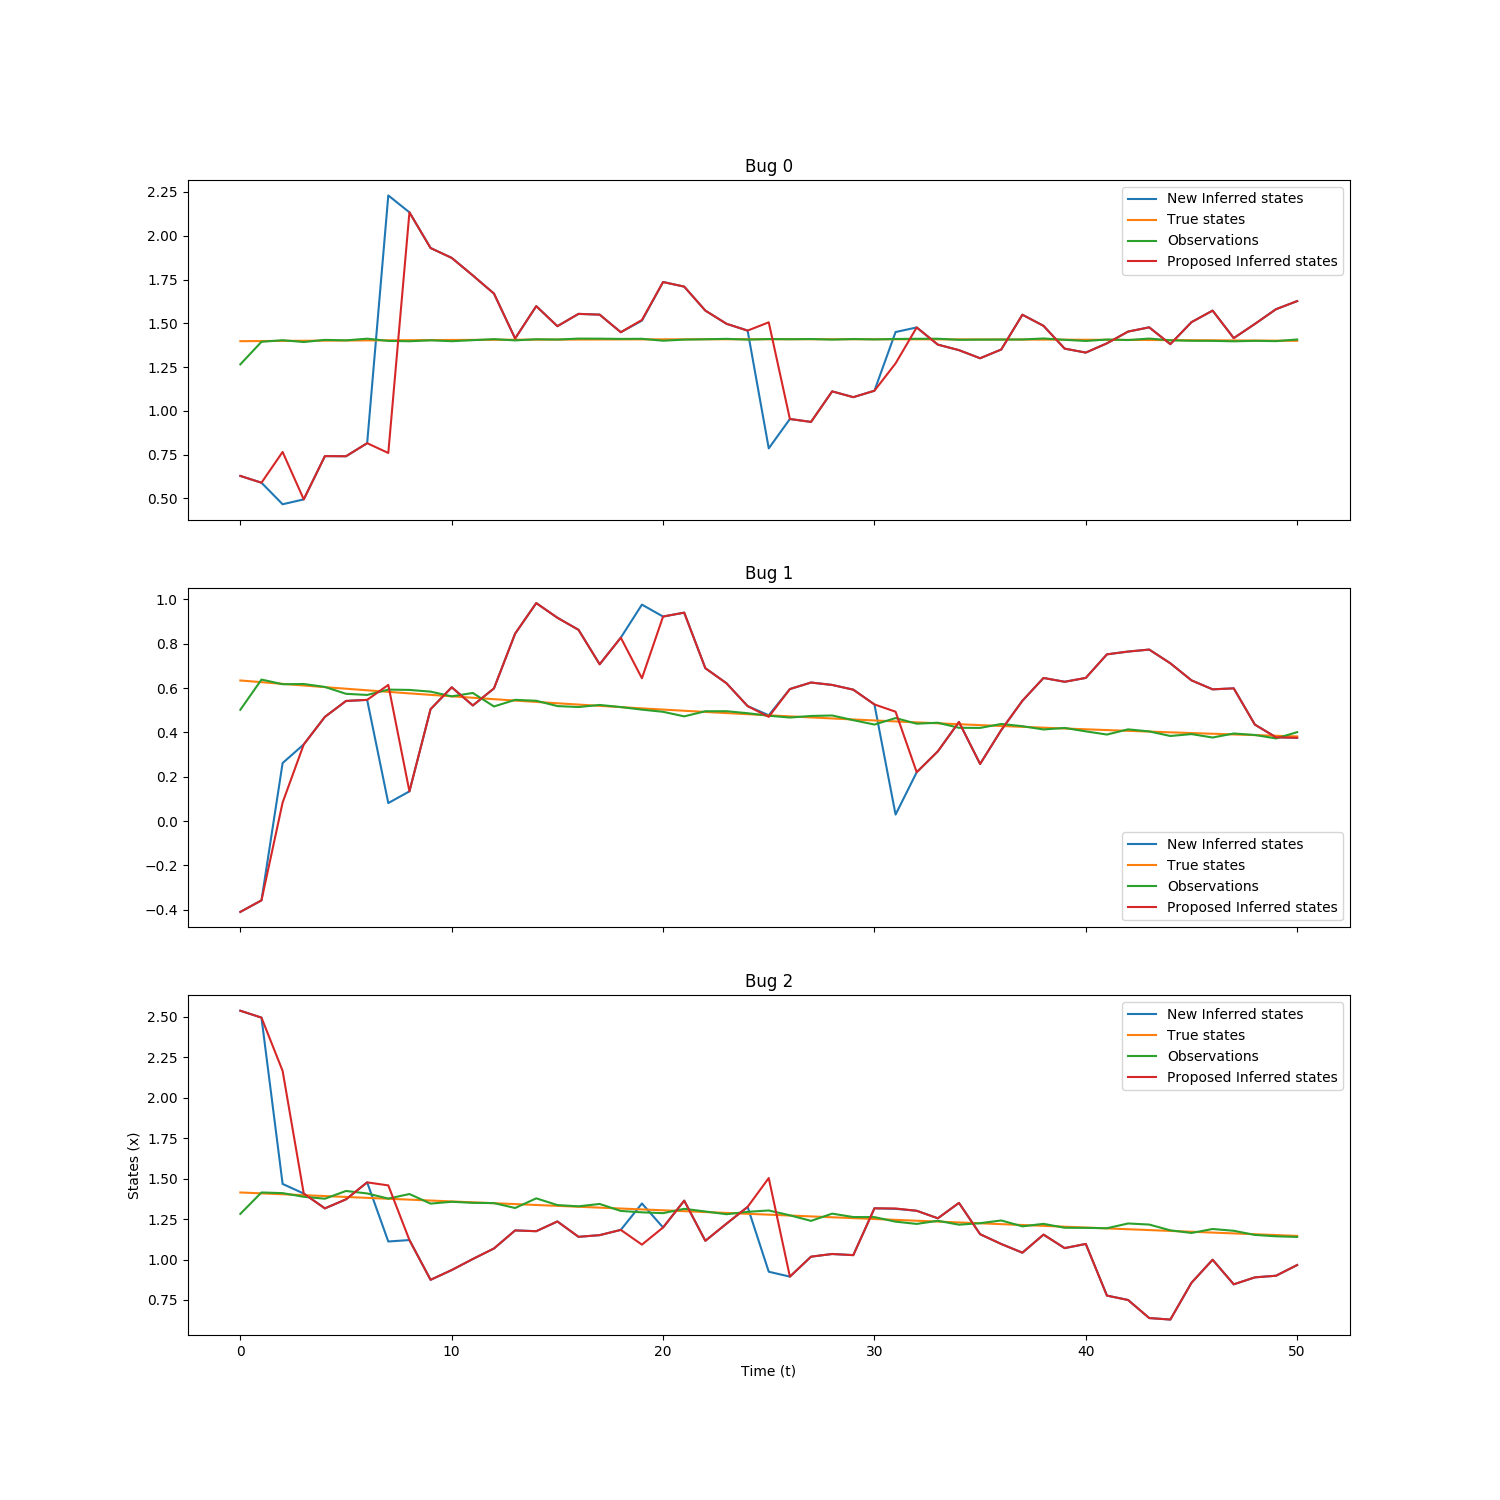 Bug 0
2.25
2.00
1.75
1.50
1.25
1.00
0.75
0.50
New Inferred states
True states
Observations
Proposed Inferred states
Bug 1
1.0
0.8
0.6
0.4
0.2
0.0
−0.2
−0.4
New Inferred states
True states
Observations
Proposed Inferred states
Bug 2
States (x)
2.50
2.25
2.00
1.75
1.50
1.25
1.00
0.75
New Inferred states
True states
Observations
Proposed Inferred states
0 10 20 30 40 50
Time (t)